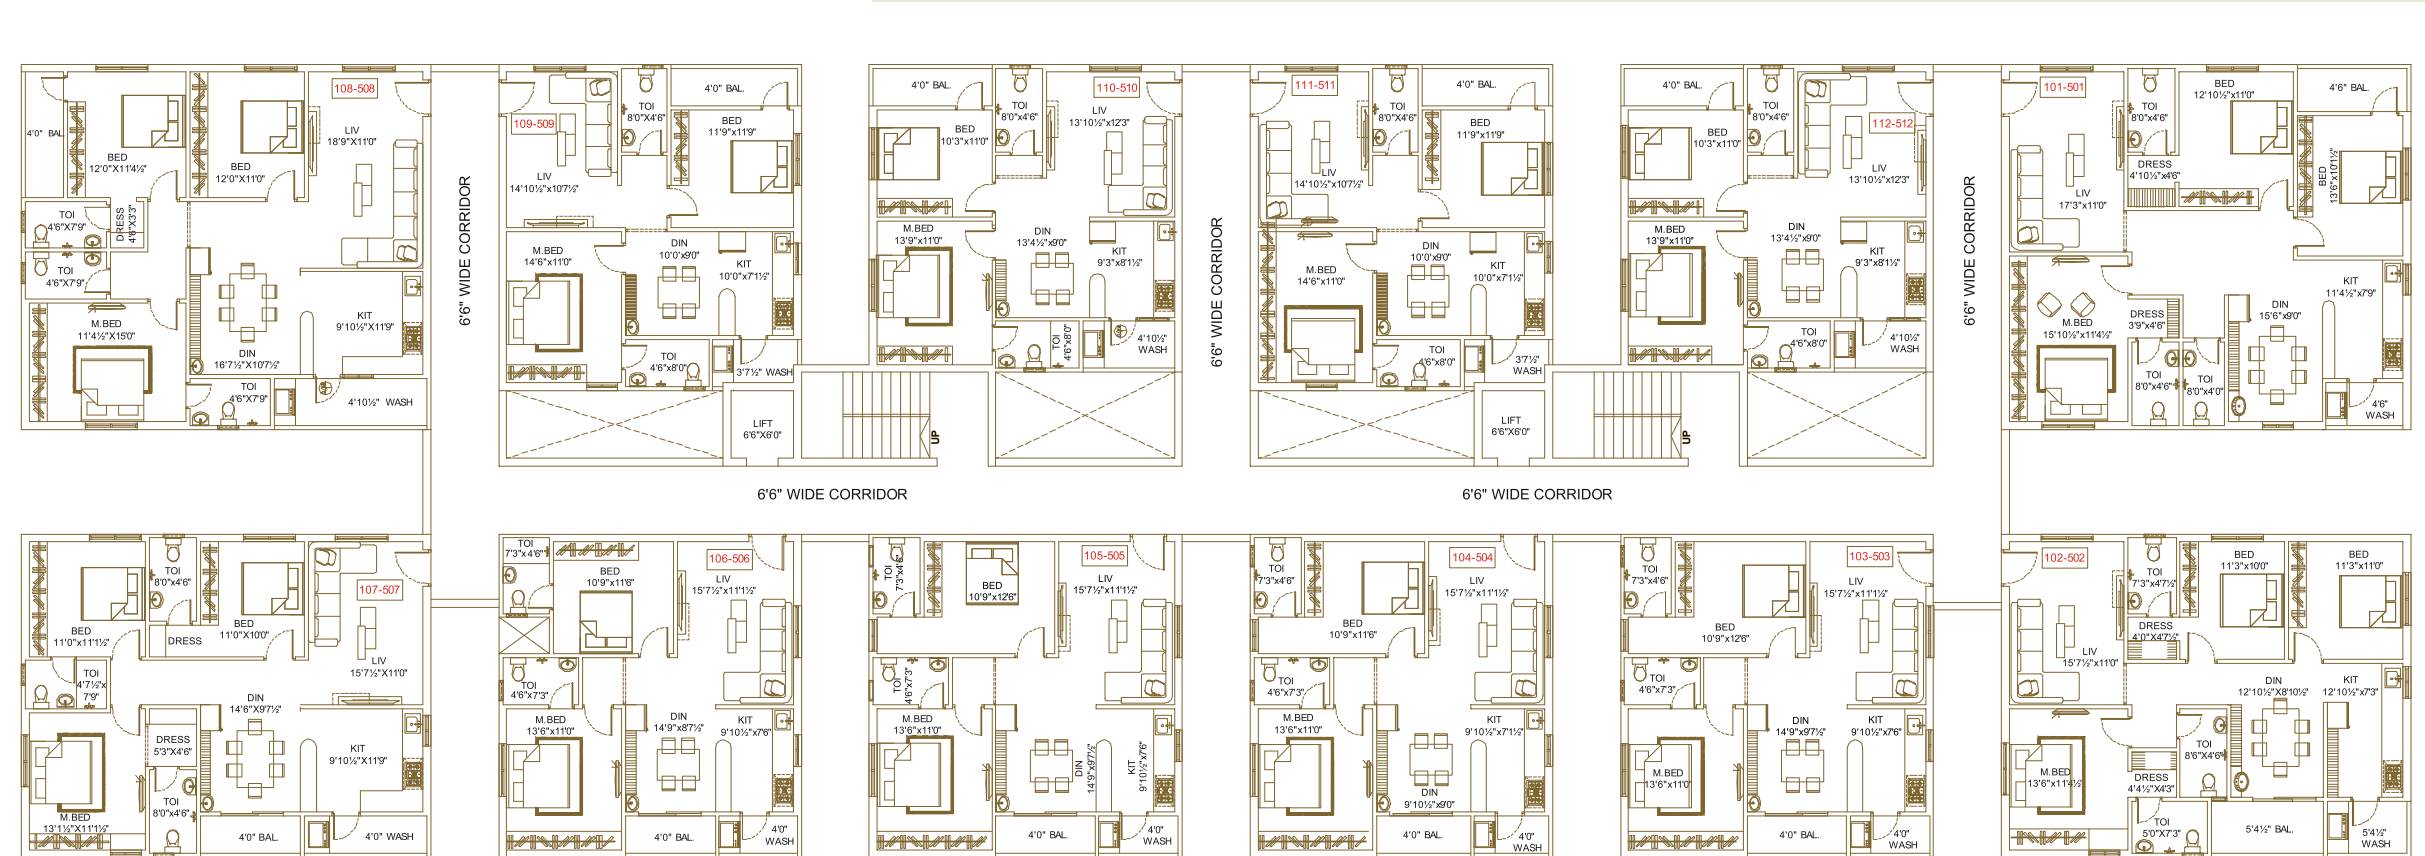 108-508
4'0" BAL.
BED
12'0"X11'4½"
BED
12'0"X11'0"
LIV
18'9"X11'0"
TOI
4'6"X7'9"
DRESS
4'6"X3'3"
TOI
4'6"X7'9"
M.BED
11'4½"X15'0"
DIN
16'7½"X10'7½"
KIT
9'10½"X11'9"
TOI
4'6"X7'9"
4'10½" WASH
6'6" WIDE CORRIDOR
109-509
TOI
8'0"X4'6"
4'0" BAL.
BED
11'9"x11'9"
LIV
14'10½"x10'7½"
M.BED
14'6"x11'0"
DIN
10'0'x9'0"
KIT
10'0"x7'1½"
TOI
4'6"x8'0"
3'7½" WASH
LIFT
6'6"X6'0"
UP
110-510
4'0" BAL.
TOI
8'0"x4'6"
LIV
13'10½"x12'3"
BED
10'3"x11'0"
M.BED
13'9"x11'0"
DIN
13'4½"x9'0"
KIT
9'3"x8'1½"
TOI
4'6"x8'0"
4'10½"
WASH
6'6" WIDE CORRIDOR
111-511
TOI
8'0"X4'6"
4'0" BAL.
BED
11'9"x11'9"
LIV
14'10½"x10'7½"
M.BED
14'6"x11'0"
DIN
10'0'x9'0"
KIT
10'0"x7'1½"
TOI
4'6"x8'0"
3'7½"
WASH
LIFT
6'6"X6'0"
UP
112-512
4'0" BAL.
TOI
8'0"x4'6"
BED
10'3"x11'0"
LIV
13'10½"x12'3"
M.BED
13'9"x11'0"
DIN
13'4½"x9'0"
KIT
9'3"x8'1½"
TOI
4'6"x8'0"
4'10½"
WASH
6'6" WIDE CORRIDOR
101-501
TOI
8'0"x4'6"
BED
12'10½"x11'0"
4'6" BAL.
DRESS
4'10½"x4'6"
BED
13'6"x10'1½"
LIV
17'3"x11'0"
M.BED
15'10½"x11'4½"
DRESS
3'9"x4'6"
DIN
15'6"x9'0"
KIT
11'4½"x7'9"
TOI
8'0"x4'6"
TOI
8'0"x4'0"
4'6"
WASH
6'6" WIDE CORRIDOR
6'6" WIDE CORRIDOR
107-507
BED
11'0"x11'1½"
TOI
8'0"x4'6"
BED
11'0"X10'0"
DRESS
LIV
15'7½"X11'0"
TOI
4'7½"x
7'9"
DIN
14'6"X9'7½"
DRESS
5'3"X4'6"
KIT
9'10½"X11'9"
M.BED
13'1½"X11'1½"
TOI
8'0"x4'6"
4'0" BAL.
4'0" WASH
106-506
TOI
7'3"x4'6"
BED
10'9"x11'6"
LIV
15'7½"x11'1½"
TOI
4'6"x7'3"
M.BED
13'6"x11'0"
DIN
14'9"x8'7½"
KIT
9'10½"x7'6"
4'0" BAL.
4'0"
WASH
105-505
TOI
7'3"x4'6"
BED
10'9"x12'6"
LIV
15'7½"x11'1½"
TOI
4'6"x7'3"
M.BED
13'6"x11'0"
DIN
14'9"x9'7½"
KIT
9'10½"x7'6"
4'0" BAL.
4'0"
WASH
104-504
TOI
7'3"x4'6"
BED
10'9"x11'6"
LIV
15'7½"x11'1½"
TOI
4'6"x7'3"
M.BED
13'6"x11'0"
DIN
9'10½"x9'0"
KIT
9'10½"x7'1½"
4'0" BAL.
4'0"
WASH
103-503
TOI
7'3"x4'6"
BED
10'9"x12'6"
LIV
15'7½"x11'1½"
TOI
4'6"x7'3"
M.BED
13'6"x11'0"
DIN
14'9"x9'7½"
KIT
9'10½"x7'6"
4'0" BAL.
4'0"
WASH
102-502
TOI
7'3"x4'7½"
BED
11'3"x10'0"
BED
11'3"x11'0"
DRESS
4'0"X4'7½"
LIV
15'7½"x11'0"
DIN
12'10½"X8'10½"
KIT
12'10½"x7'3"
TOI
8'6"X4'6"
M.BED
13'6"x11'4½"
DRESS
4'4½"X4'3"
TOI
5'0"X7'3"
5'4½" BAL.
5'4½"
WASH